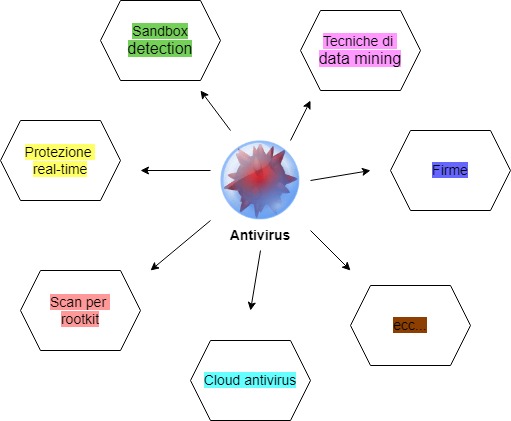 Sandbox
detection
Tecniche di
data mining
Protezione
real-time
Firme
Antivirus
Scan per
rootkit
ecc...
Cloud antivirus